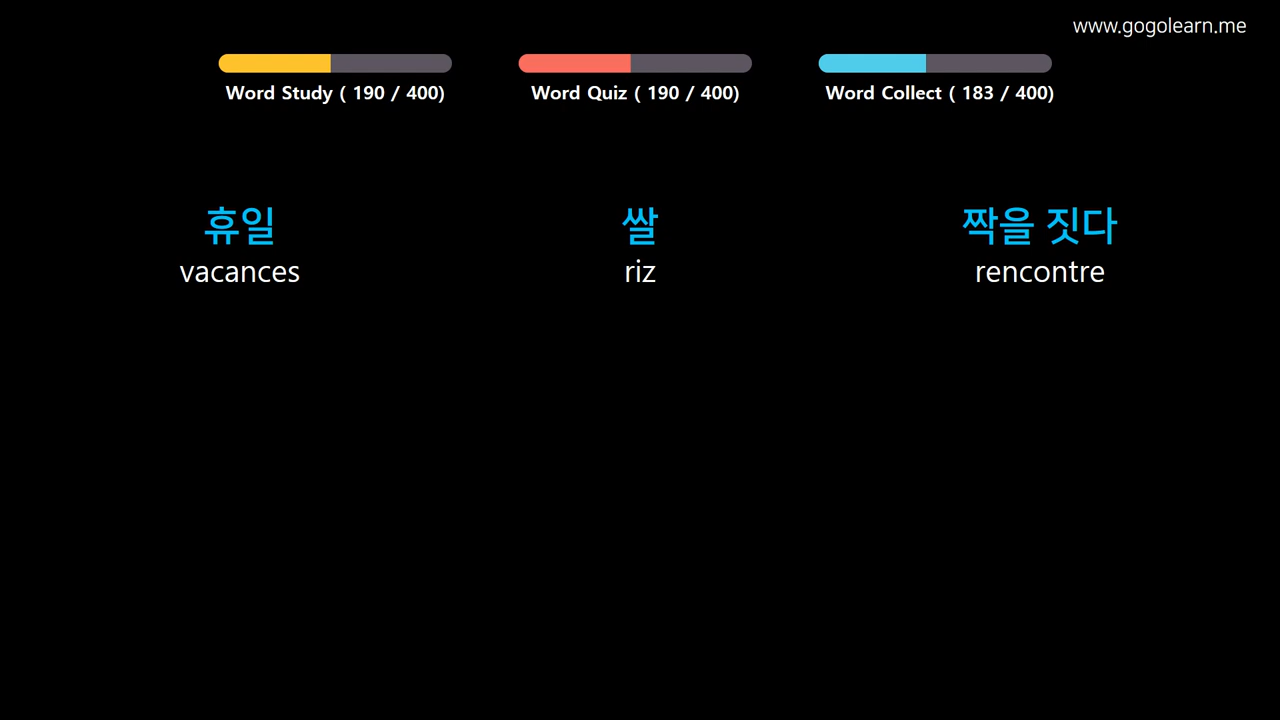 www.gogolearn.me
Word Study ( 190 / 400)
Word Quiz ( 190 / 400)
Word Collect ( 183 / 400)
휴일
vacances
쌀
riz
짝을 짓다
rencontre